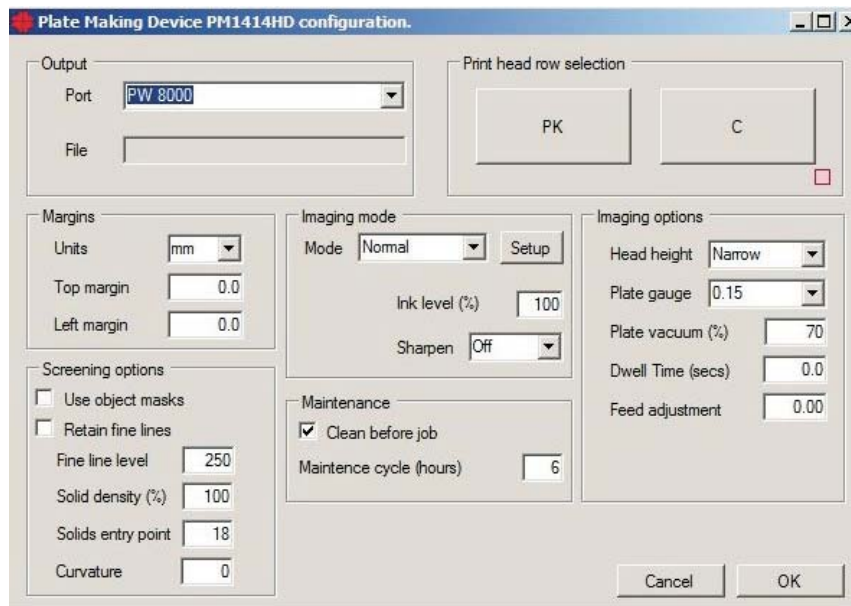 Plate Making Device PM1414HD configuration.
Output
Port PW 8000
File
Print head row selection
PK C
Margins
Units mm
Top margin 0.0
Left margin 0.0
Imaging mode
Mode Normal Setup
Ink level (%) 100
Sharpen Off
Imaging options
Head height Narrow
Plate gauge 0.15
Plate vacuum (%) 70
Dwell Time (secs) 0.0
Feed adjustment 0.00
Screening options
Use object masks
Retain fine lines
Fine line level 250
Solid density (%) 100
Solids entry point 18
Curvature 0
Maintenance
Clean before job
Maintence cycle (hours) 6
Cancel OK